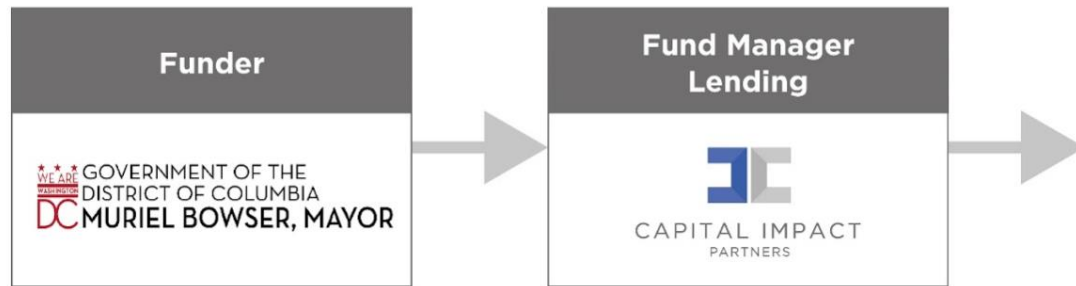 Funder
GOVERNMENT OF THE
DISTRICT OF COLUMBIA
MURIEL BOWSER, MAYOR
WE ARE
WASHINGTON
DC
Fund Manager
Lending
CAPITAL IMPACT
PARTNERS